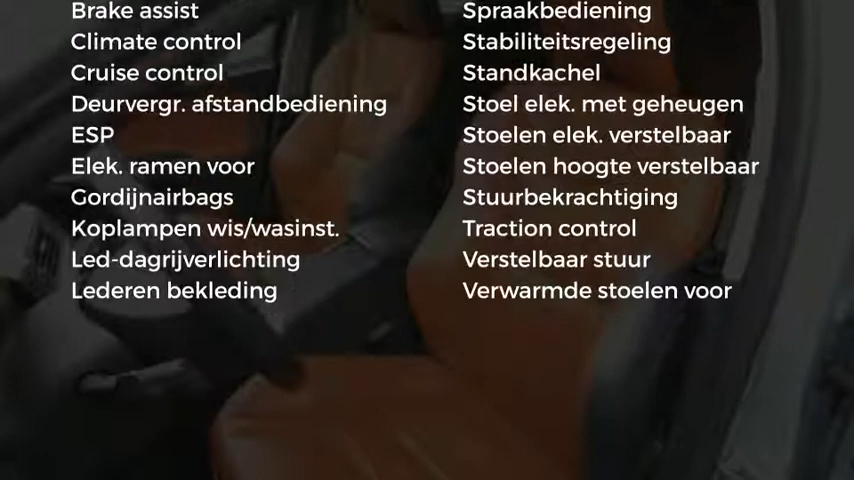 Brake assist
Climate control
Cruise control
Deurvergr. afstandbediening
ESP
Elek. ramen voor
Gordijnairbags
Koplampen wis/wasinst.
Led-dagrijverlichting
Lederen bekleding
Spraakbediening
Stabiliteitsregeling
Standkachel
Stoel elek. met geheugen
Stoelen elek. verstelbaar
Stoelen hoogte verstelbaar
Stuurbekrachtiging
Traction control
Verstelbaar stuur
Verwarmde stoelen voor